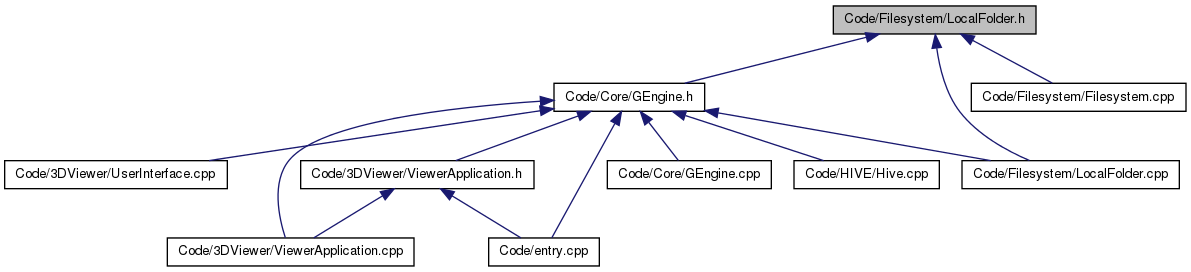 Code/Filesystem/LocalFolder.h
Code/Core/GEngine.h
Code/Filesystem/Filesystem.cpp
Code/3DViewer/UserInterface.cpp
Code/3DViewer/ViewerApplication.h
Code/Core/GEngine.cpp
Code/HIVE/Hive.cpp
Code/Filesystem/LocalFolder.cpp
Code/3DViewer/ViewerApplication.cpp
Code/entry.cpp